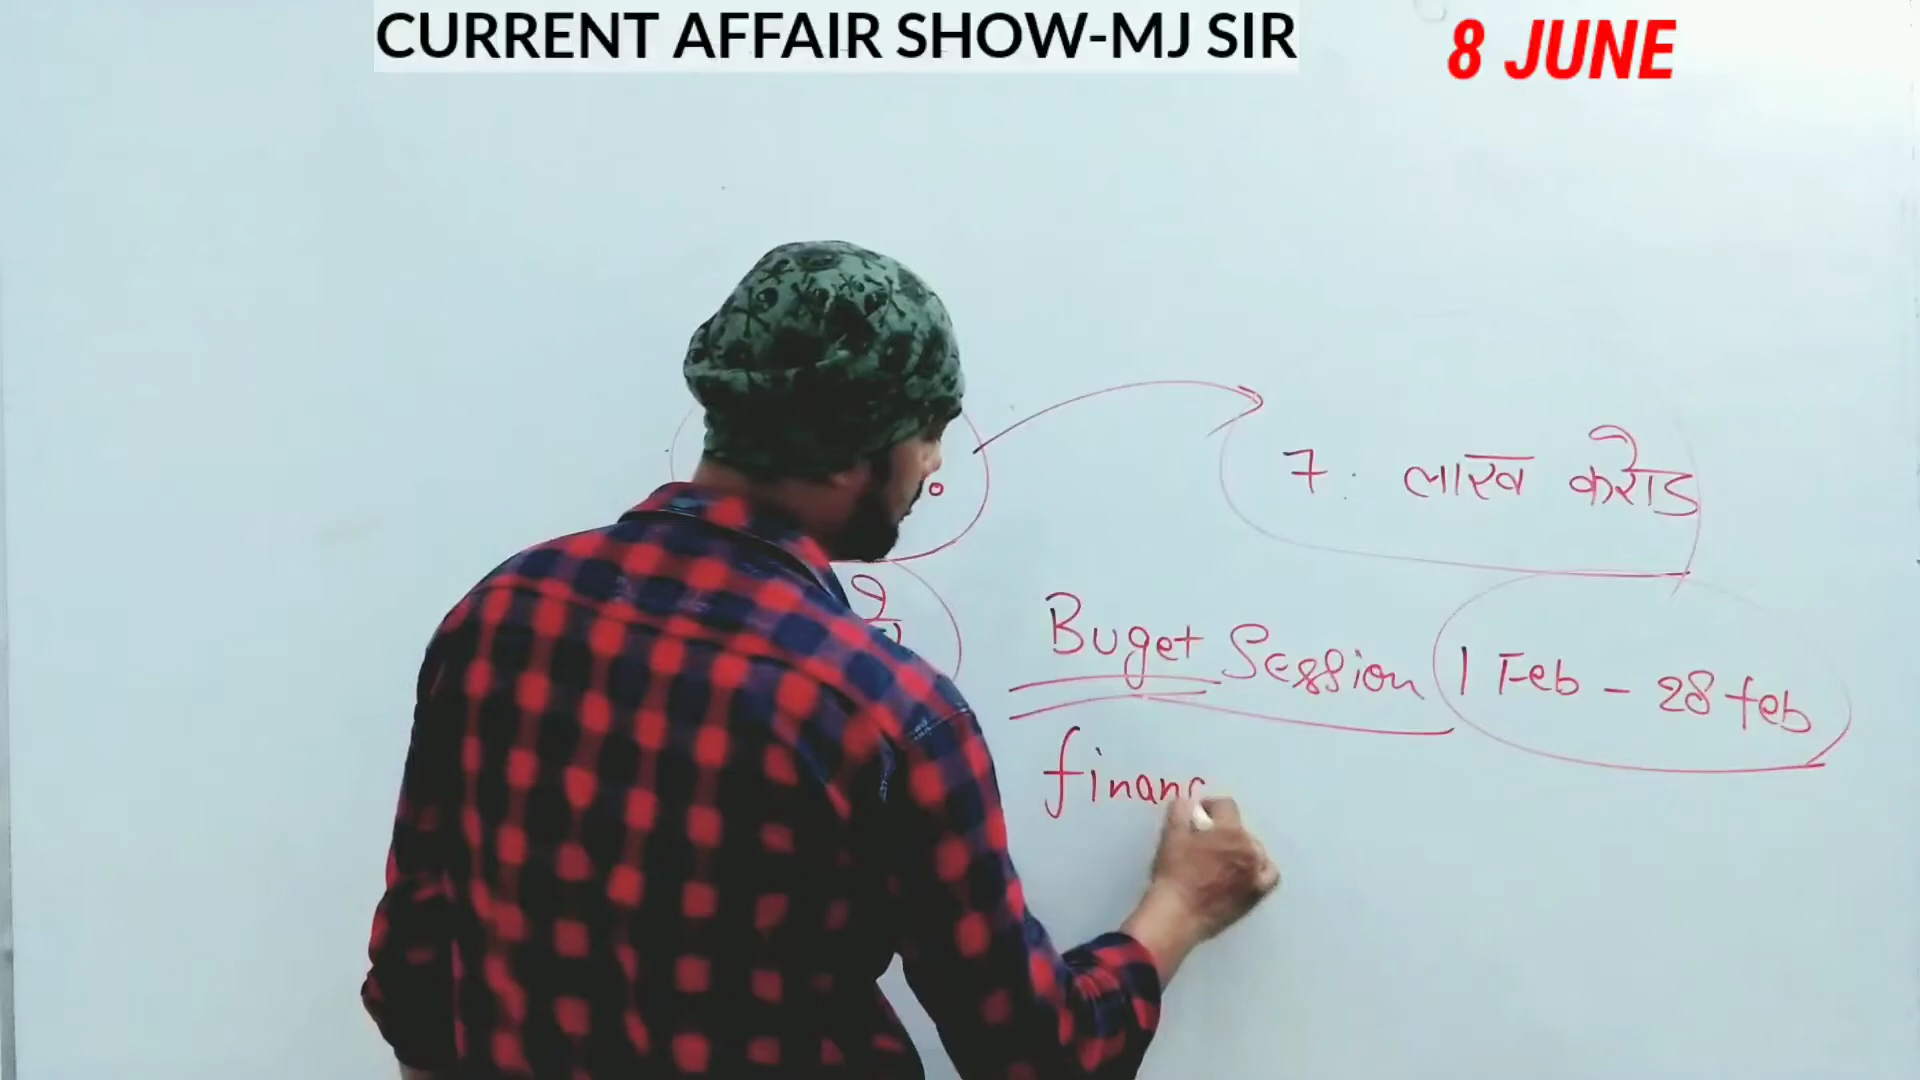 CURRENT AFFAIR SHOW-MJ SIR
8 JUNE
7. लाख करोड
Buget Session 1 Feb - 28 feb
financ